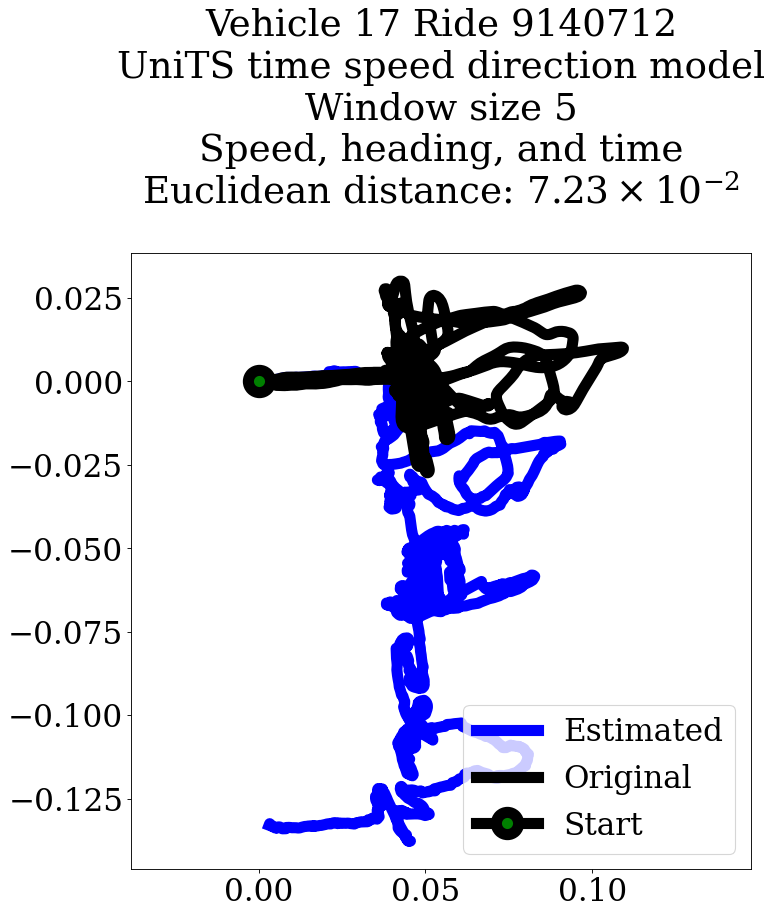 Vehicle 17 Ride 9140712
UniTS time speed direction model
Window size 5
Speed, heading, and time
Euclidean distance: $7.23 \times 10^{-2}$
0.025
0.000
−0.025
−0.050
−0.075
−0.100
−0.125
Estimated
Original
Start
0.00 0.05 0.10